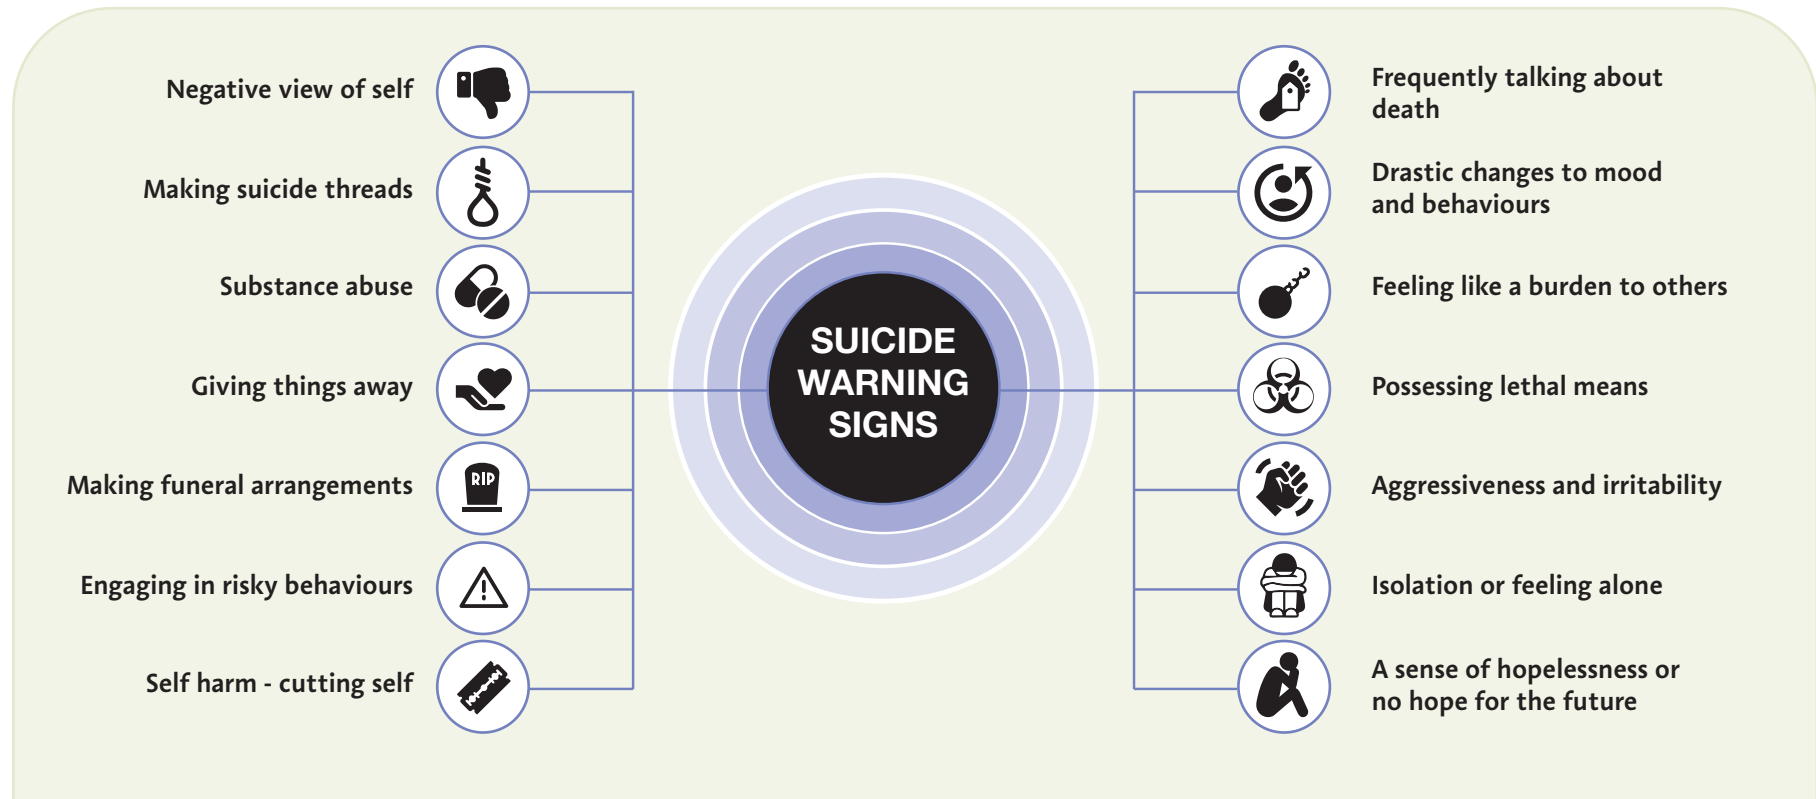 Negative view of self
Making suicide threads
Substance abuse
Giving things away
Making funeral arrangements
RIP
Engaging in risky behaviours
Self harm - cutting self
SUICIDE
WARNING
SIGNS
Frequently talking about
death
Drastic changes to mood
and behaviours
Feeling like a burden to others
Possessing lethal means
Aggressiveness and irritability
Isolation or feeling alone
A sense of hopelessness or
no hope for the future